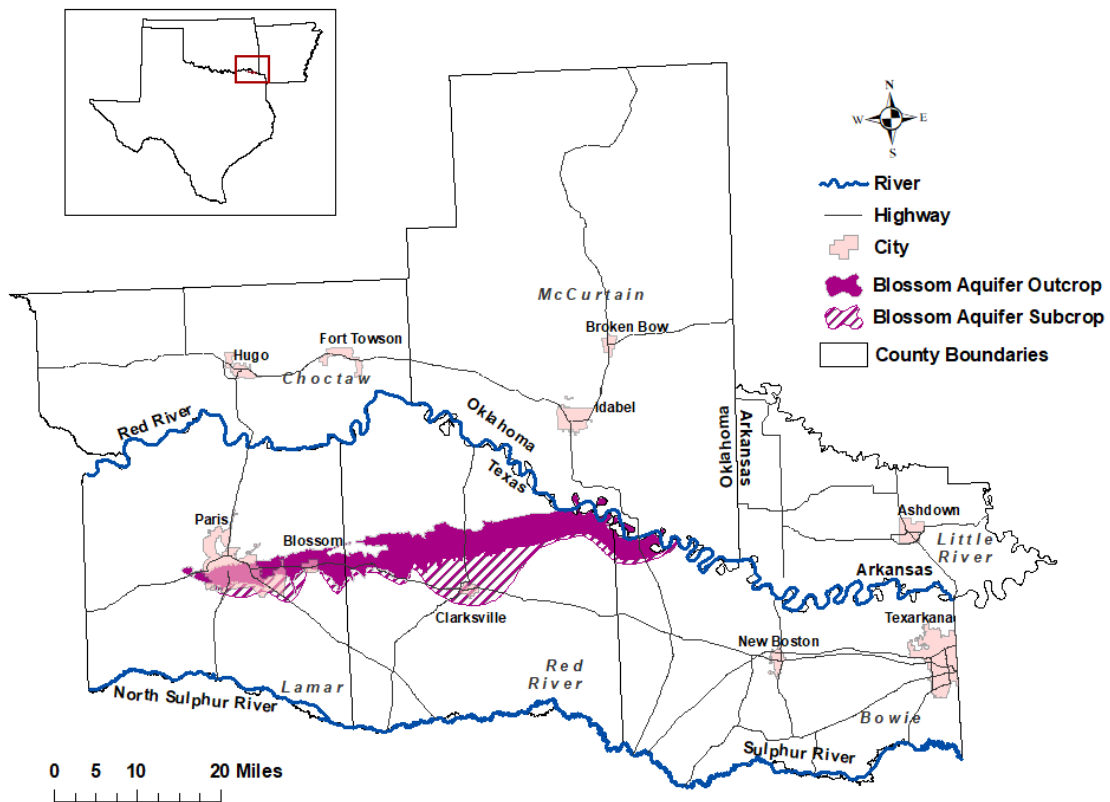 N
W
E
S
River
Highway
City
Blossom Aquifer Outcrop
Blossom Aquifer Subcrop
County Boundaries
McCurtain
Broken Bow
Fort Towson
Hugo
Choctaw
Idabel
Red River
Oklahoma
Texas
Oklahoma
Arkansas
Ashdown
Little
River
Paris
Blossom
Arkansas
Texarkana
Clarksville
New Boston
Red
River
Lamar
North Sulphur River
Bowie
Sulphur River
0 5 10 20 Miles